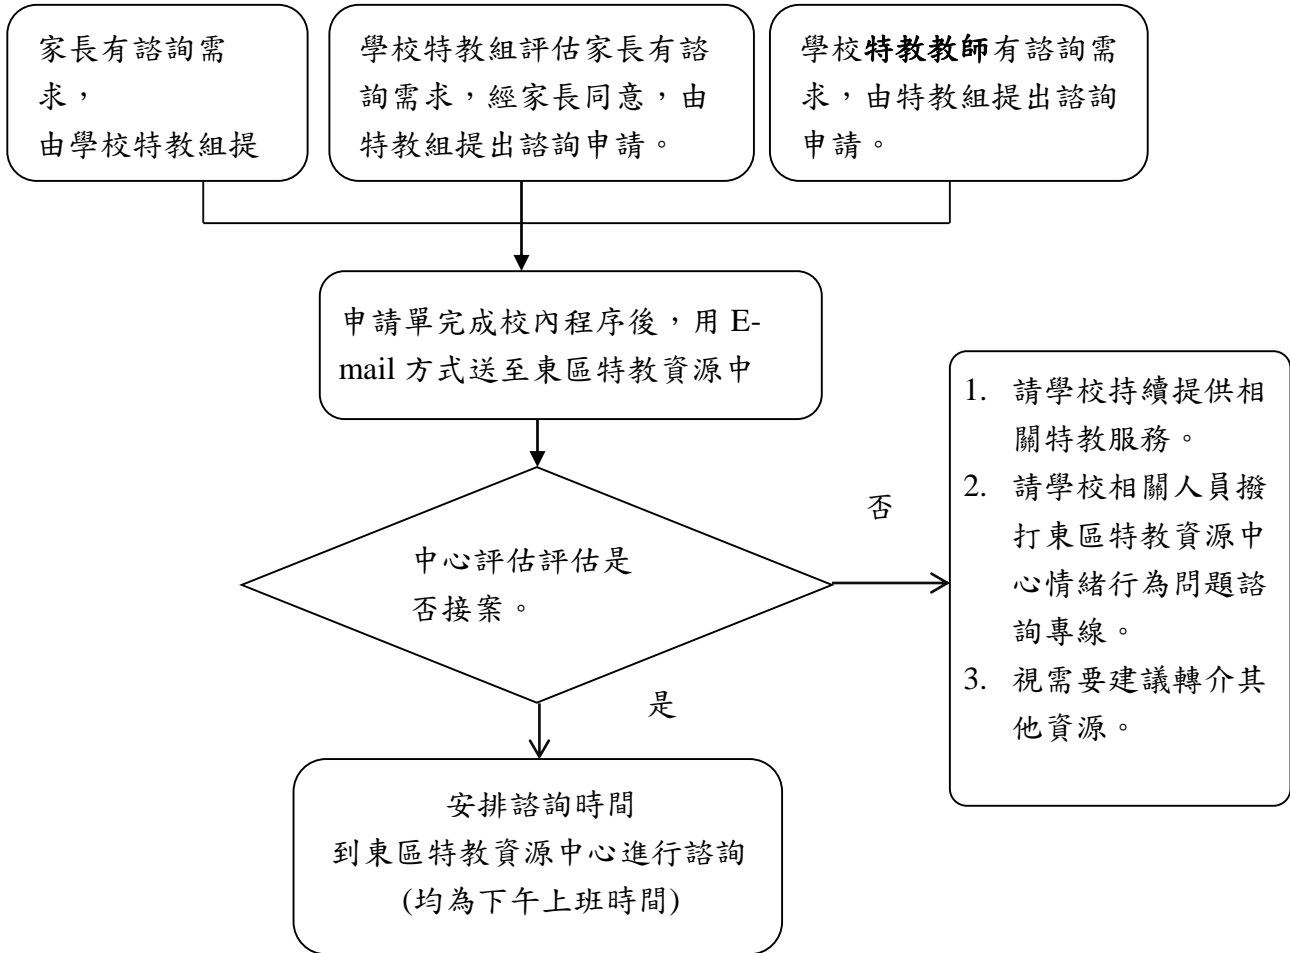 家長有諮詢需
求，
由學校特教組提
學校特教組評估家長有諮
詢需求，經家長同意，由
特教組提出諮詢申請。
學校特教教師有諮詢需
求，由特教組提出諮詢
申請。
申請單完成校內程序後，用 E-
mail 方式送至東區特教資源中
中心評估評估是
否接案。
否
1. 請學校持續提供相
關特教服務。
2. 請學校相關人員撥
打東區特教資源中
心情緒行為問題諮
詢專線。
3. 視需要建議轉介其
他資源。
是
安排諮詢時間
到東區特教資源中心進行諮詢
(均為下午上班時間)